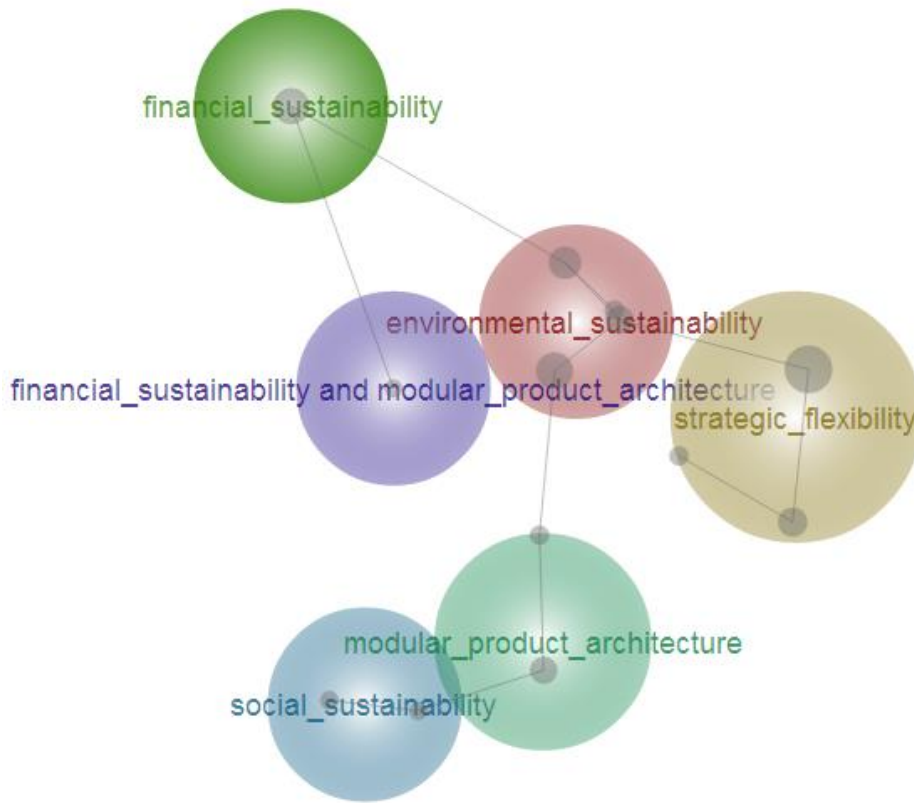 financial_sustainability
environmental_sustainability
financial_sustainability and modular_product_architecture
strategic_flexibility
modular_product_architecture
social_sustainability